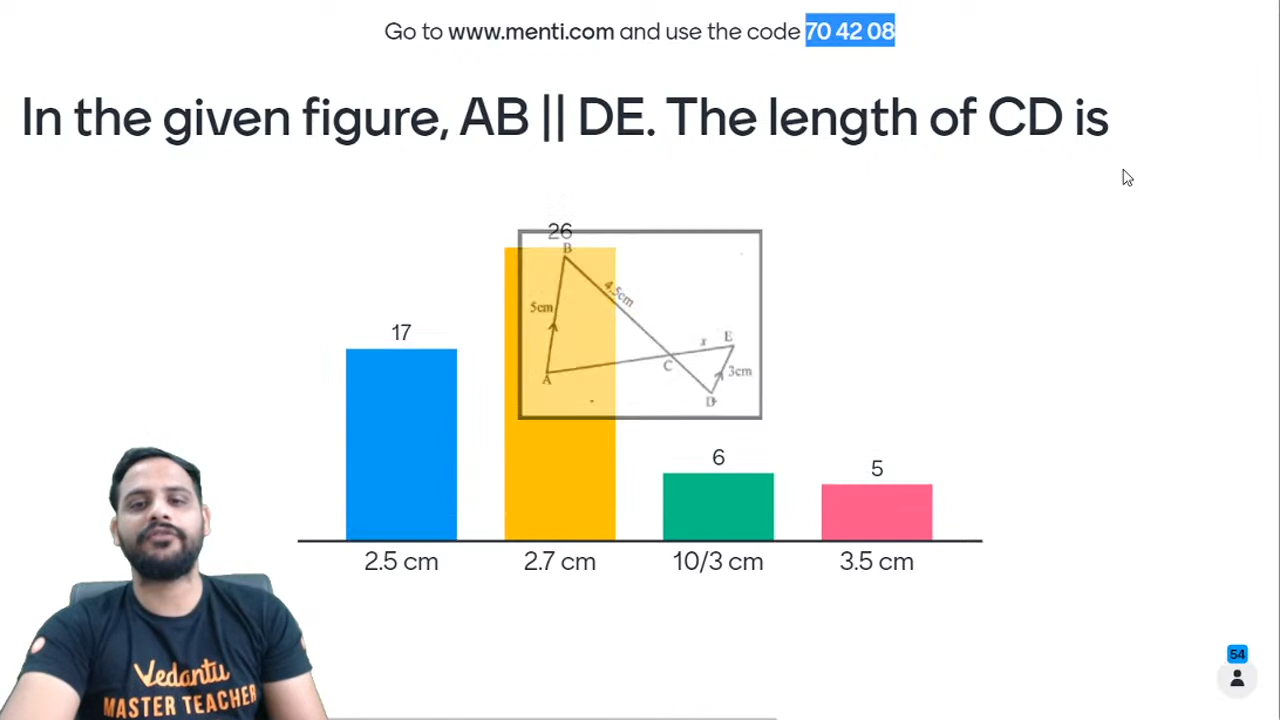 Go to www.menti.com and use the code 70 42 08
In the given figure, AB || DE. The length of CD is
26
B
4.5cm
5cm
17
x E
C
3cm
A
D
6
5
2.5 cm 2.7 cm 10/3 cm 3.5 cm
54
Vedantu
MASTER TEACHER